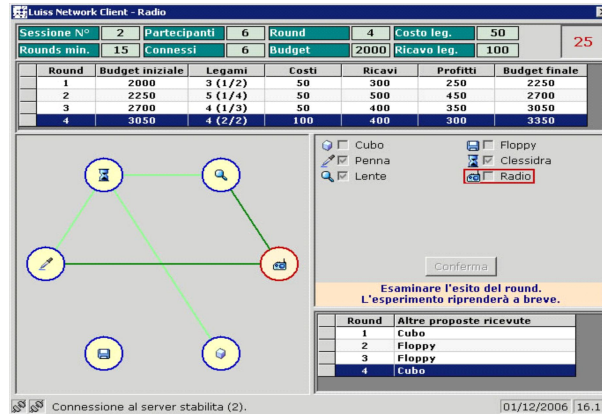 Luiss Network Client - Radio
Sessione N° 2 Partecipanti 6 Round 4 Costo leg. 50
Rounds min. 15 Connessi 6 Budget 2000 Ricavo leg. 100
25
Round Budget iniziale Legami Costi Ricavi Profitti Budget finale
1 2000 3 (1/2) 50 300 250 2250
2 2250 5 (1/4) 50 500 450 2700
3 2700 4 (1/3) 50 400 350 3050
4 3050 4 (2/2) 100 400 300 3350
Cubo Floppy
Penna Clessidra
Lente Radio
Conferma
Esaminare l'esito del round.
L'esperimento riprenderà a breve.
Round Altre proposte ricevute
1 Cubo
2 Floppy
3 Floppy
4 Cubo
Connessione al server stabilita (2). 01/12/2006 16.1